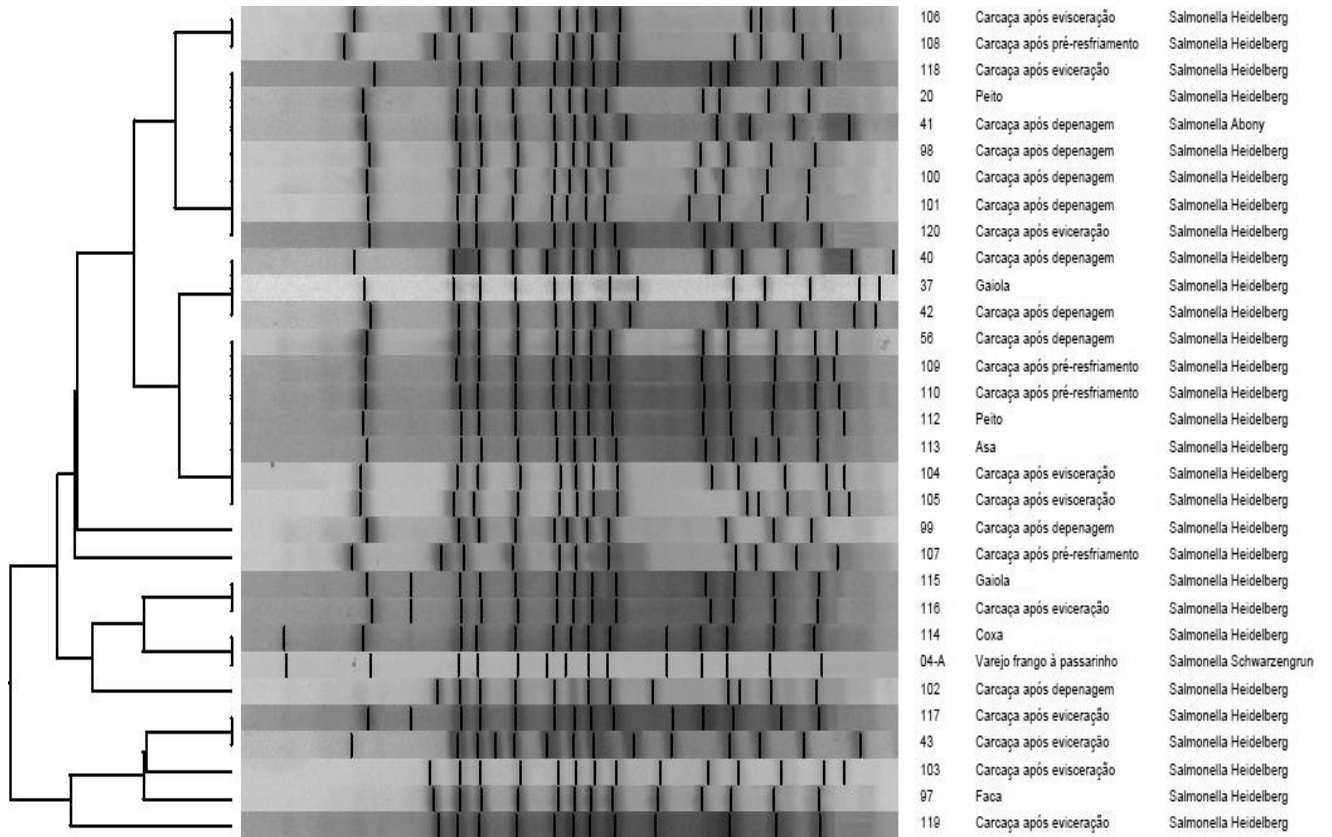 106 Carcaça após evisceração Salmonella Heidelberg
108 Carcaça após pré-resfriamento Salmonella Heidelberg
118 Carcaça após eviceração Salmonella Heidelberg
20 Peito Salmonella Heidelberg
41 Carcaça após depenagem Salmonella Abony
98 Carcaça após depenagem Salmonella Heidelberg
100 Carcaça após depenagem Salmonella Heidelberg
101 Carcaça após depenagem Salmonella Heidelberg
120 Carcaça após eviceração Salmonella Heidelberg
40 Carcaça após depenagem Salmonella Heidelberg
37 Gaiola Salmonella Heidelberg
42 Carcaça após depenagem Salmonella Heidelberg
56 Carcaça após depenagem Salmonella Heidelberg
109 Carcaça após pré-resfriamento Salmonella Heidelberg
110 Carcaça após pré-resfriamento Salmonella Heidelberg
112 Peito Salmonella Heidelberg
113 Asa Salmonella Heidelberg
104 Carcaça após evisceração Salmonella Heidelberg
105 Carcaça após evisceração Salmonella Heidelberg
99 Carcaça após depenagem Salmonella Heidelberg
107 Carcaça após pré-resfriamento Salmonella Heidelberg
115 Gaiola Salmonella Heidelberg
116 Carcaça após eviceração Salmonella Heidelberg
114 Coxa Salmonella Heidelberg
04-A Varejo frango à passarinho Salmonella Schwarzengrun
102 Carcaça após depenagem Salmonella Heidelberg
117 Carcaça após eviceração Salmonella Heidelberg
43 Carcaça após eviceração Salmonella Heidelberg
103 Carcaça após evisceração Salmonella Heidelberg
97 Faca Salmonella Heidelberg
119 Carcaça após eviceração Salmonella Heidelberg